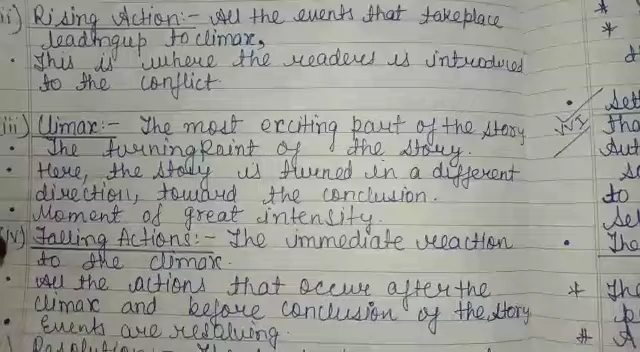 ii) Rising Action:- All the events that takeplace
leadingup to climax,
• This is where the readers is introduced
to the conflict
iii) Climax:- The most exciting part of the story
• The turning Point of the story.
• Here, the story is turned in a different
direction, toward the conclusion.
• Moment of great intensity.
iv) Falling Actions:- The immediate reaction
to the climax.
• All the actions that occur after the
climax and before conclusion of the story
• Events are resolving.